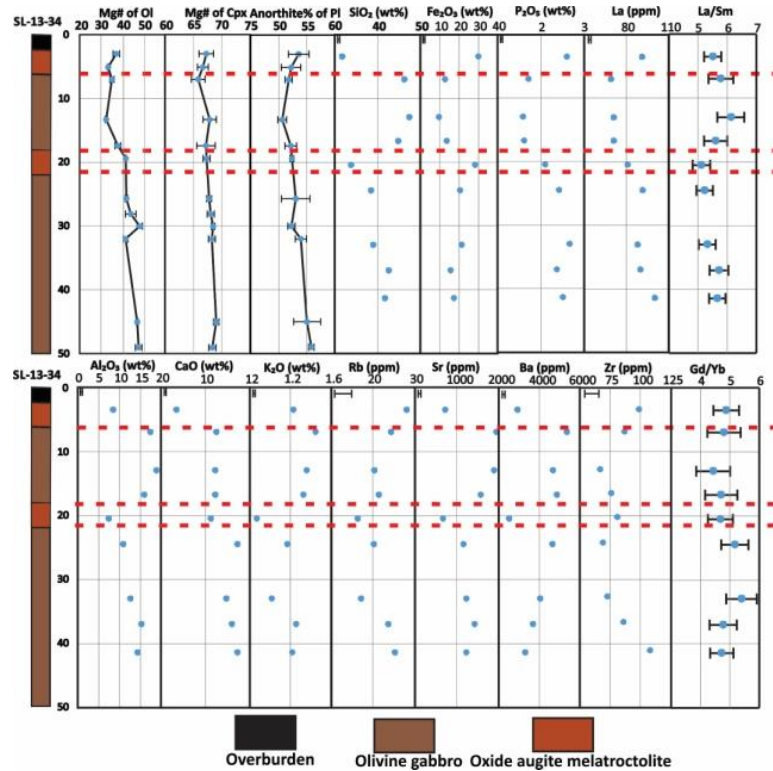 SL-13-34
Mg# of Ol Mg# of Cpx Anorthite% of Pl SiO₂ (wt%) Fe₂O₃ (wt%) P₂O₅ (wt%) La (ppm) La/Sm
20 30 40 50 60 65 70 75 50 55 60 40 50 10 20 30 40 2 3 80 110 5 6 7
0
10
20
30
40
50
SL-13-34
Al₂O₃ (wt%) CaO (wt%) K₂O (wt%) Rb (ppm) Sr (ppm) Ba (ppm) Zr (ppm) Gd/Yb
0 5 10 15 20 10 12 1.2 1.6 20 30 0 1000 2000 4000 6000 75 100 125 4 5 6
0
10
20
30
40
50
Overburden Olivine gabbro Oxide augite melatroctolite